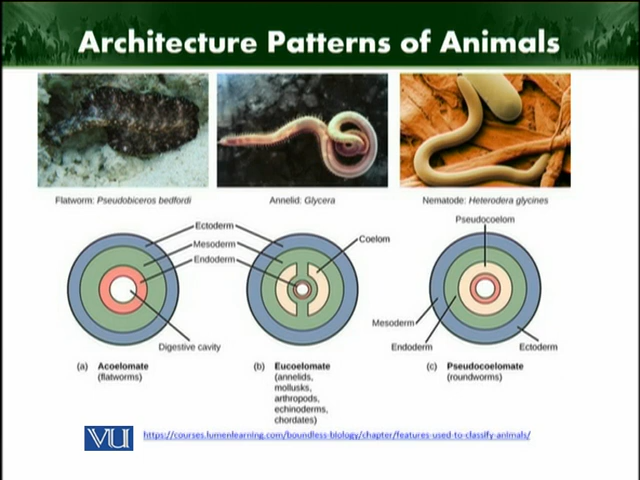 Architecture Patterns of Animals
Flatworm: Pseudobiceros bedfordi
Annelid: Glycera
Nematode: Heterodera glycines
Pseudocoelom
Ectoderm
Mesoderm
Endoderm
Coelom
Mesoderm
Digestive cavity
Endoderm
Ectoderm
(a) Acoelomate
(flatworms)
(b) Eucoelomate
(annelids,
mollusks,
arthropods,
echinoderms,
chordates)
(c) Pseudocoelomate
(roundworms)
VU
https://courses.lumenlearning.com/boundless-biology/chapter/features-used-to-classify-animals/